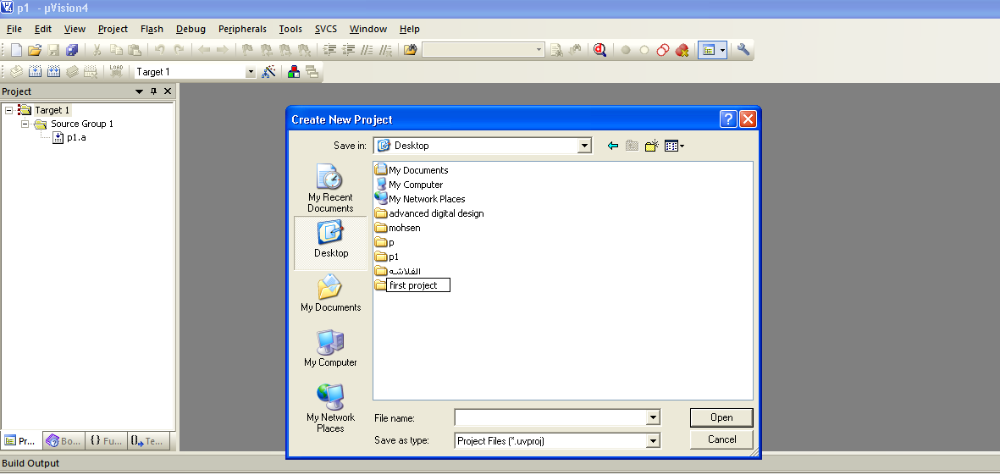 p1 - µVision4
File Edit View Project Flash Debug Peripherals Tools SVCS Window Help
LOAD
Target 1
Project
Target 1
Source Group 1
p1.a
Pr...
Bo...
{} Fu...
Te...
Build Output
Create New Project
Save in:
Desktop
My Recent
Documents
Desktop
My Documents
My Computer
My Network
Places
My Documents
My Computer
My Network Places
advanced digital design
mohsen
p
p1
الفلاشه
first project
File name:
Open
Save as type:
Project Files (*.uvproj)
Cancel